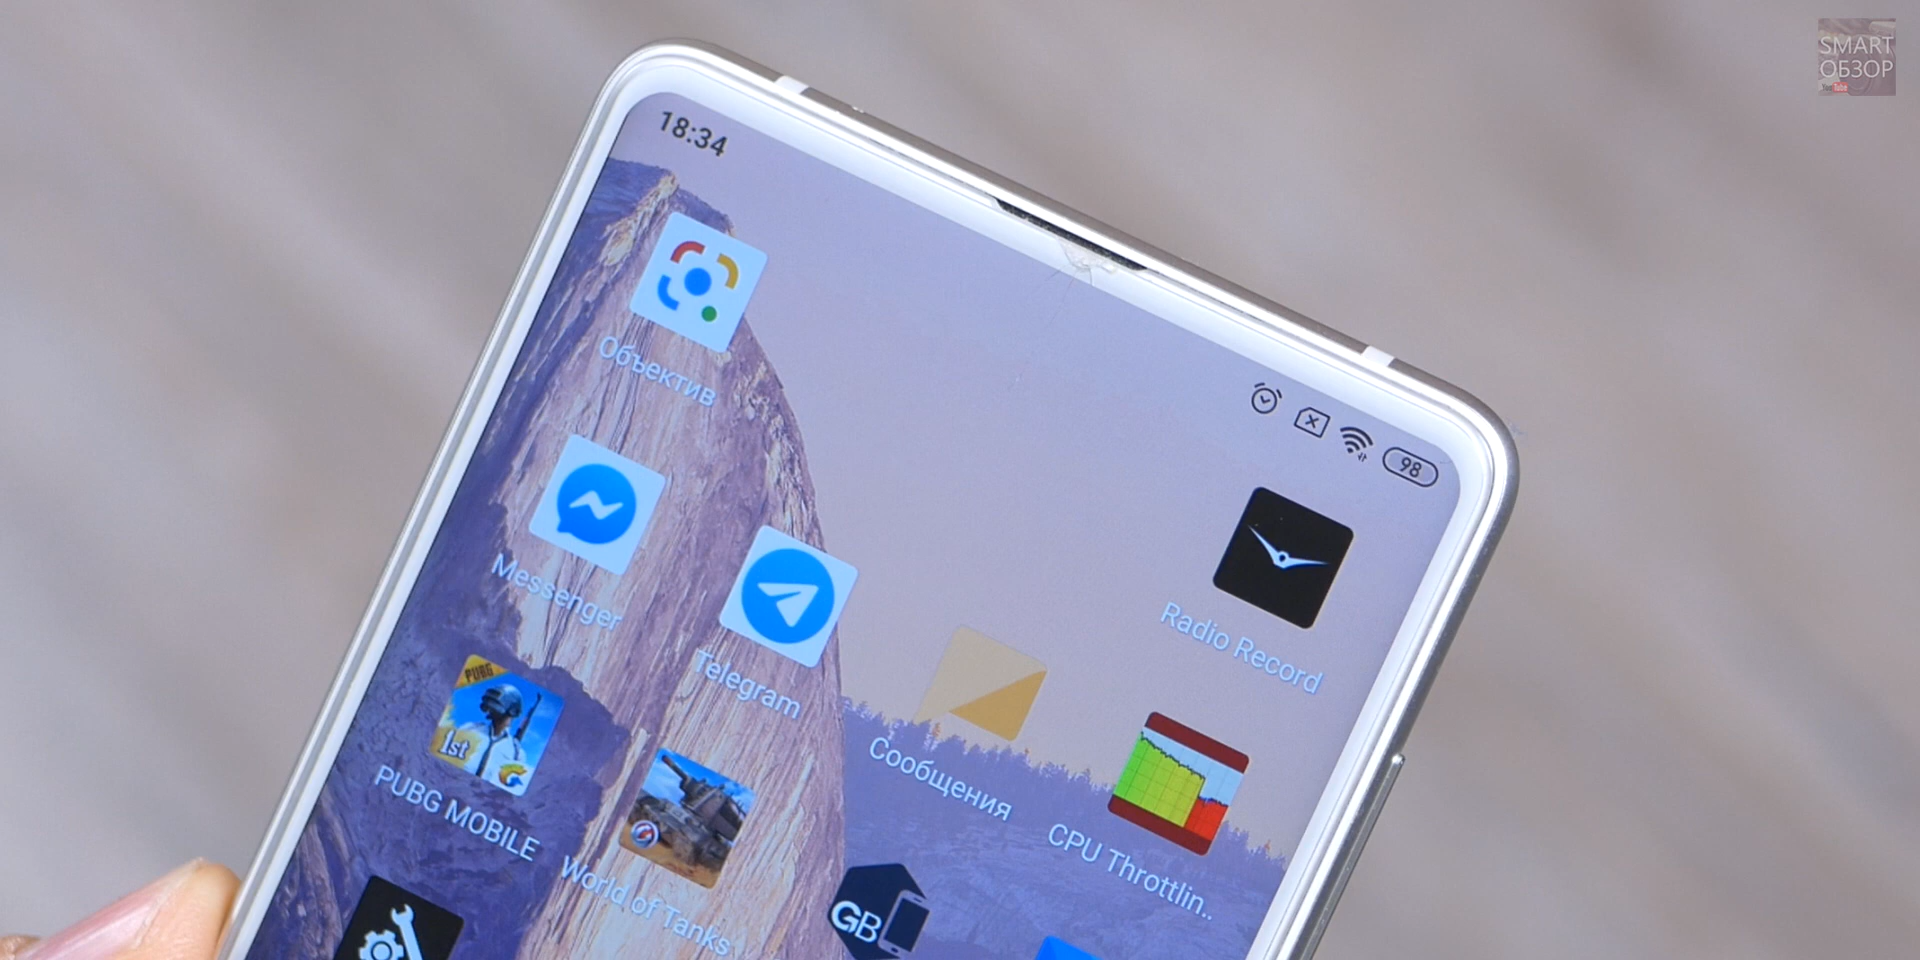 SMART
ОБЗОР
YouTube
18:34
98
Объектив
Radio Record
Messenger
Telegram
Сообщения
CPU Throttlin..
PUBG
1st
PUBG MOBILE
World of Tanks
GB